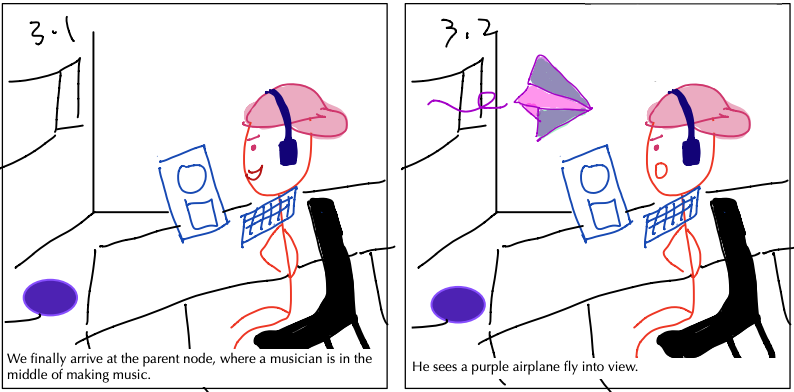 3.1
We finally arrive at the parent node, where a musician is in the
middle of making music.
3.2
He sees a purple airplane fly into view.